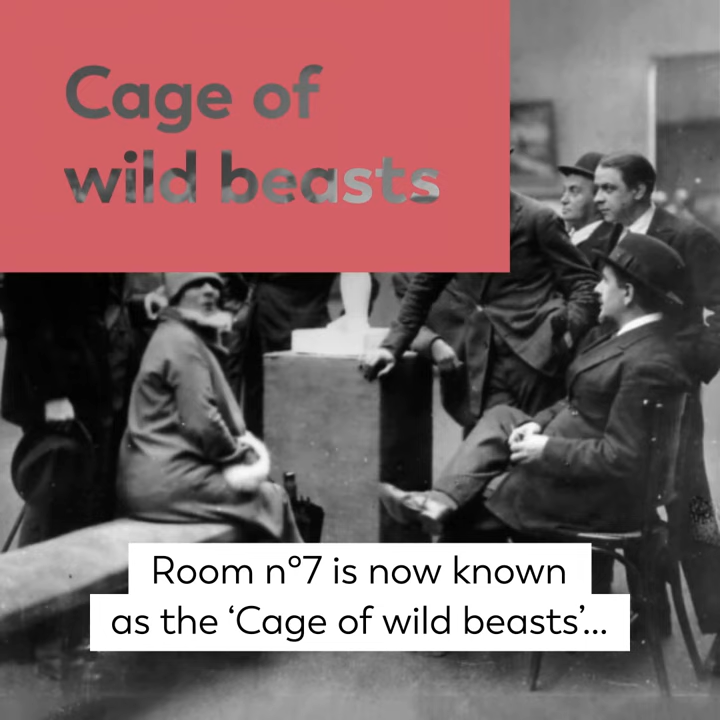 Cage of
wild beasts
Room n°7 is now known
as the ‘Cage of wild beasts’...